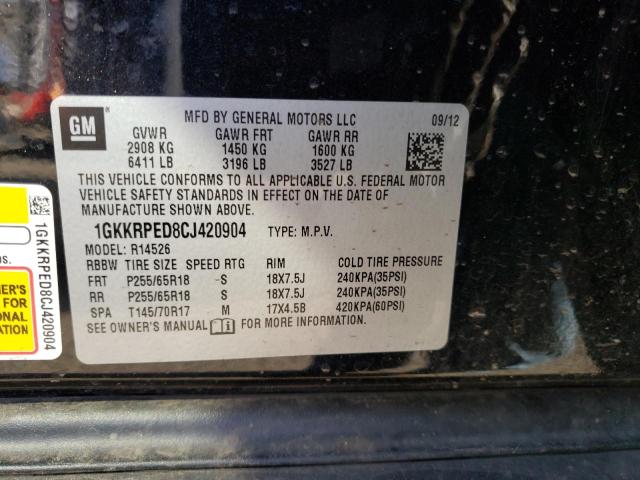 GM
MFD BY GENERAL MOTORS LLC 09/12
GVWR GAWR FRT GAWR RR
2908 KG 1450 KG 1600 KG
6411 LB 3196 LB 3527 LB
THIS VEHICLE CONFORMS TO ALL APPLICABLE U.S. FEDERAL MOTOR
VEHICLE SAFETY STANDARDS IN EFFECT ON THE DATE OF
MANUFACTURE SHOWN ABOVE.
1GKKRPED8CJ420904 TYPE: M.P.V.
MODEL: R14526
RBBW TIRE SIZE SPEED RTG RIM COLD TIRE PRESSURE
FRT P255/65R18 S 18X7.5J 240KPA(35PSI)
RR P255/65R18 S 18X7.5J 240KPA(35PSI)
SPA T145/70R17 M 17X4.5B 420KPA(60PSI)
SEE OWNER'S MANUAL FOR ADDITIONAL INFORMATION.
1GKKRPED8CJ420904
FOR
ONAL